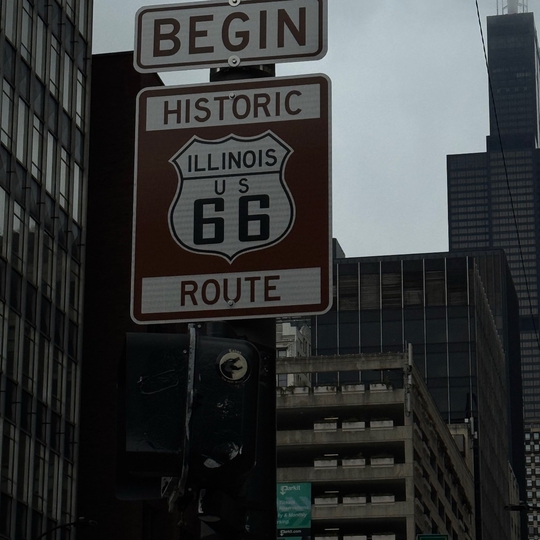 BEGIN
HISTORIC
ILLINOIS
U S
66
ROUTE